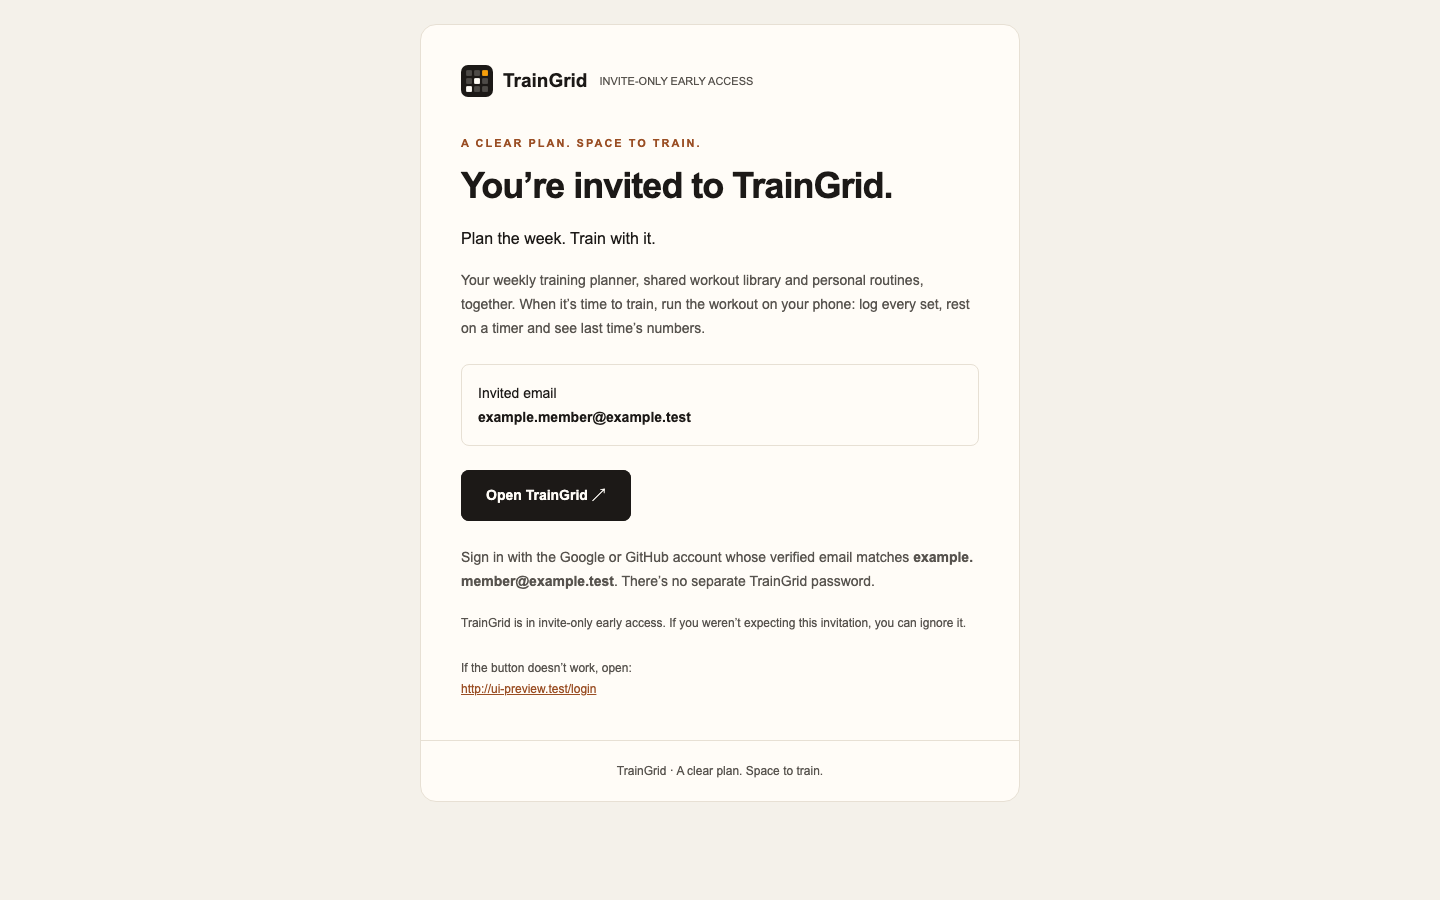 TrainGrid INVITE-ONLY EARLY ACCESS
A CLEAR PLAN. SPACE TO TRAIN.
You’re invited to TrainGrid.
Plan the week. Train with it.
Your weekly training planner, shared workout library and personal routines,
together. When it’s time to train, run the workout on your phone: log every set, rest
on a timer and see last time’s numbers.
Invited email
example.member@example.test
Open TrainGrid ↗
Sign in with the Google or GitHub account whose verified email matches example.
member@example.test. There’s no separate TrainGrid password.
TrainGrid is in invite-only early access. If you weren’t expecting this invitation, you can ignore it.
If the button doesn’t work, open:
http://ui-preview.test/login
TrainGrid · A clear plan. Space to train.